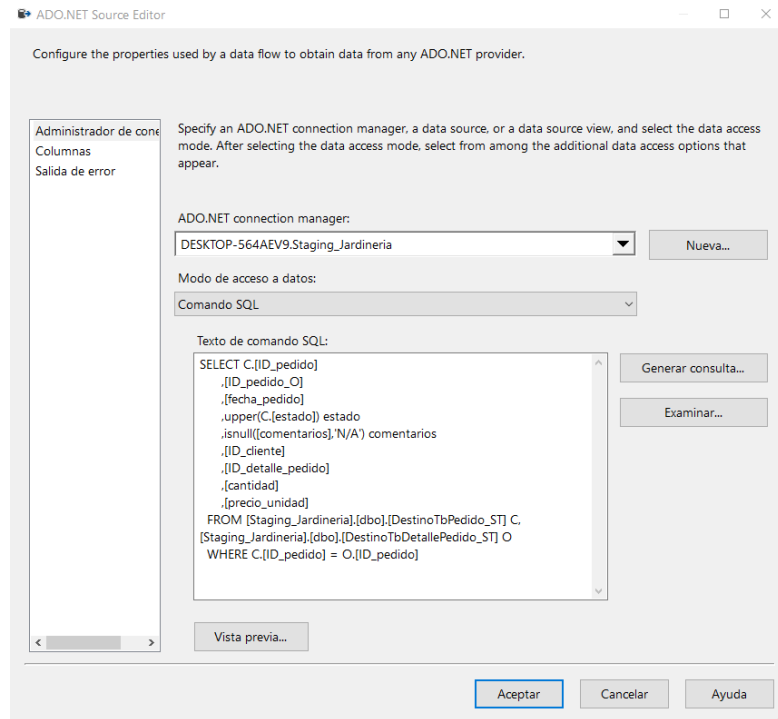 ADO.NET Source Editor
Configure the properties used by a data flow to obtain data from any ADO.NET provider.
Administrador de cone
Columnas
Salida de error
Specify an ADO.NET connection manager, a data source, or a data source view, and select the data access
mode. After selecting the data access mode, select from among the additional data access options that
appear.
ADO.NET connection manager:
DESKTOP-564AEV9.Staging_Jardineria
Nueva...
Modo de acceso a datos:
Comando SQL
Texto de comando SQL:
SELECT C.[ID_pedido]
,[ID_pedido_O]
,[fecha_pedido]
,upper(C.[estado]) estado
,isnull([comentarios],'N/A') comentarios
,[ID_cliente]
,[ID_detalle_pedido]
,[cantidad]
,[precio_unidad]
FROM [Staging_Jardineria].[dbo].[DestinoTbPedido_ST] C,
[Staging_Jardineria].[dbo].[DestinoTbDetallePedido_ST] O
WHERE C.[ID_pedido] = O.[ID_pedido]
Generar consulta...
Examinar...
Vista previa...
Aceptar
Cancelar
Ayuda